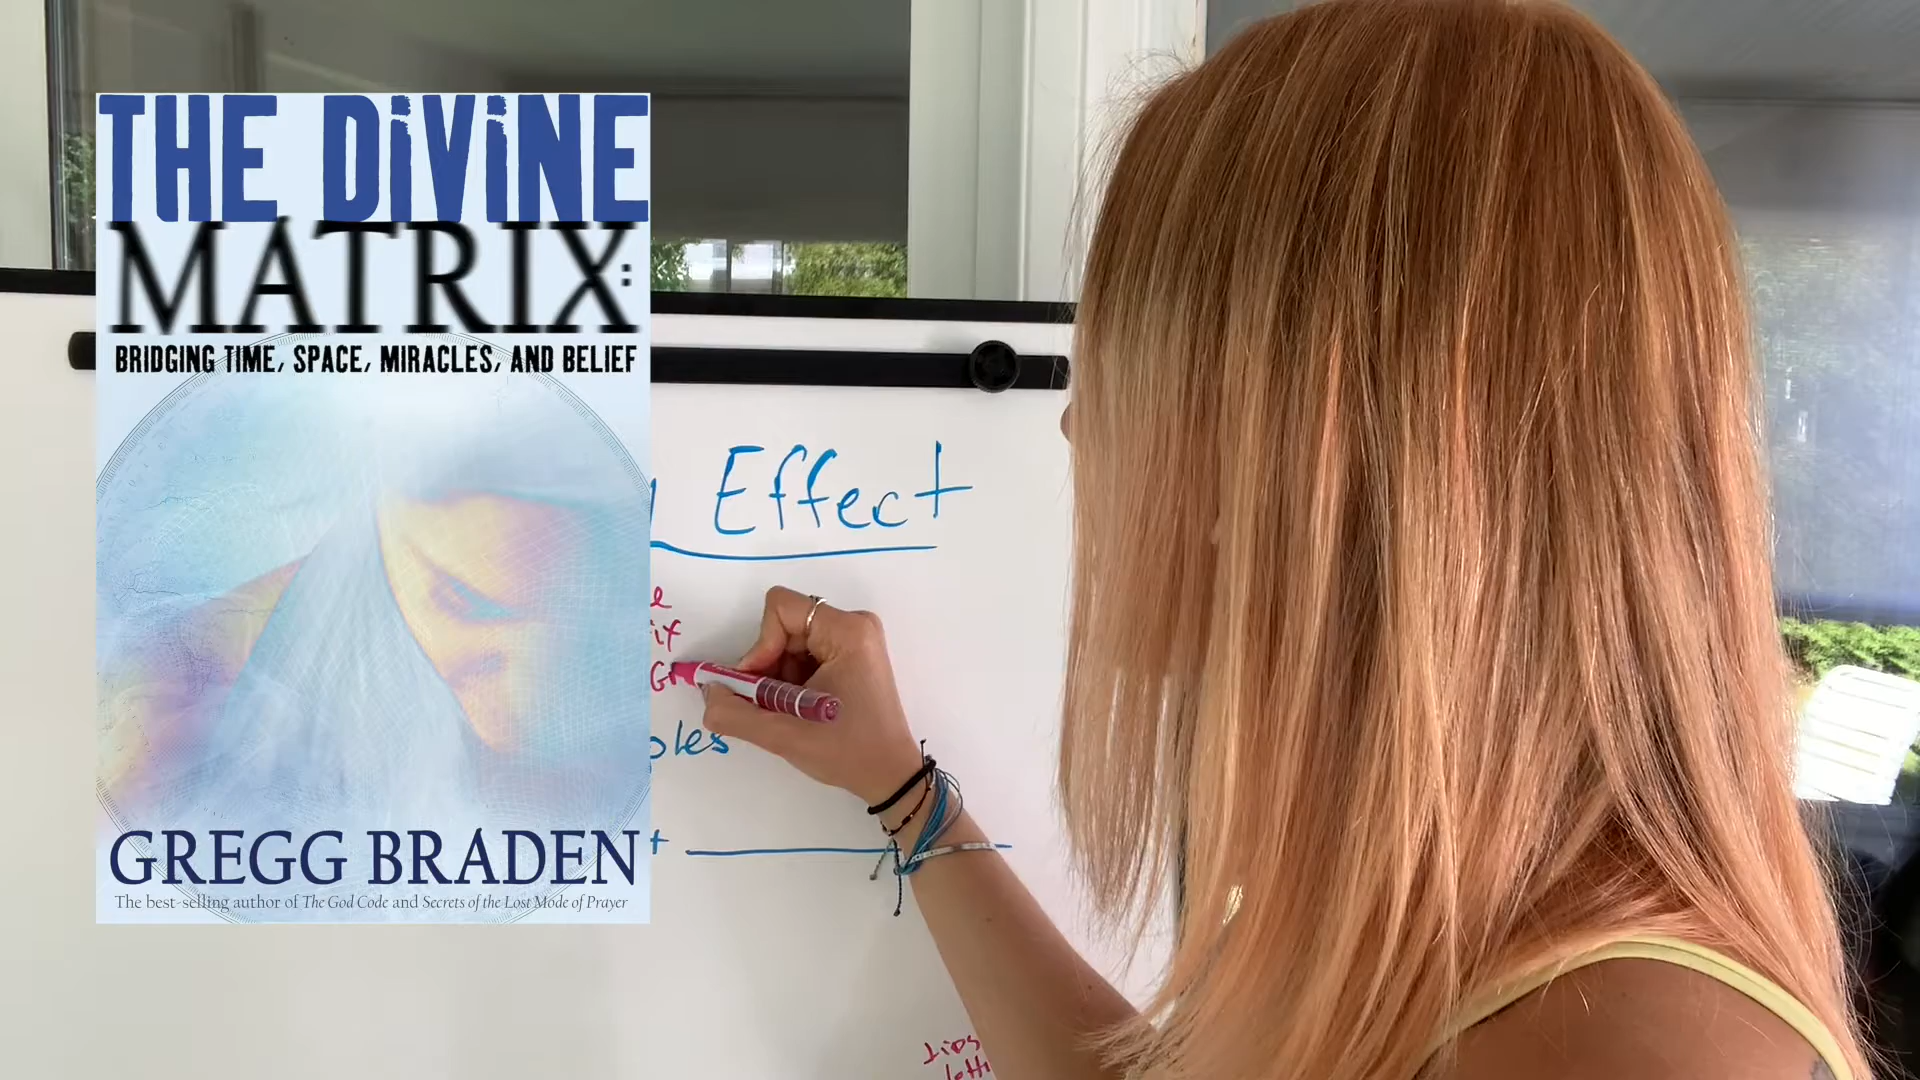 THE DiViNE
MATRIX:
BRIDGING TIME, SPACE, MIRACLES, AND BELIEF
GREGG BRADEN
The best-selling author of The God Code and Secrets of the Lost Mode of Prayer
Effect